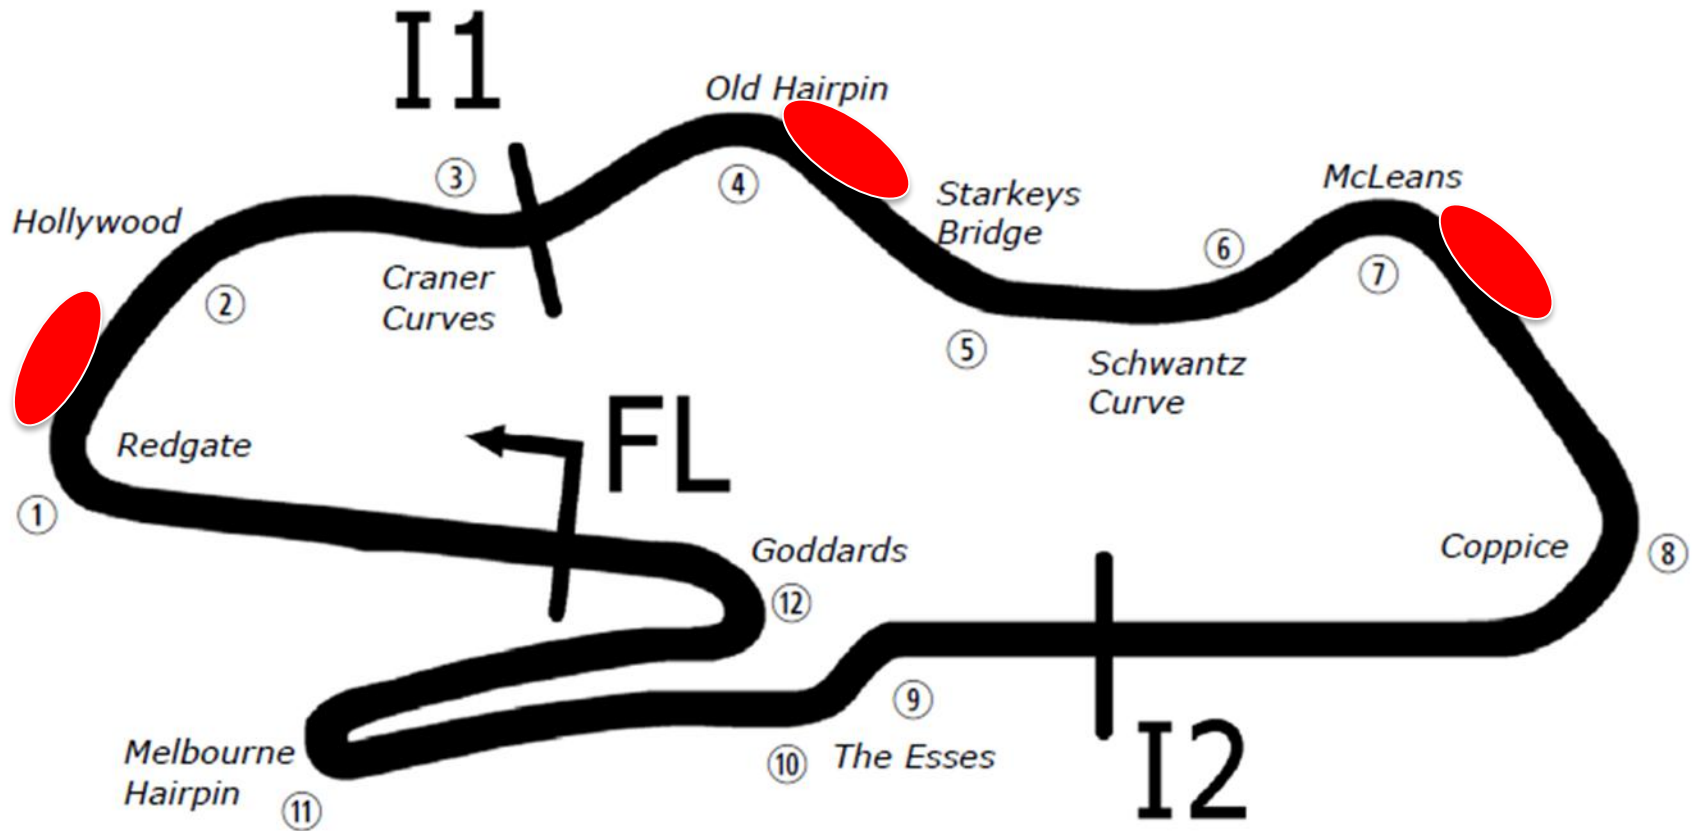 I1
Old Hairpin
3
4
McLeans
Starkeys
Bridge
Hollywood
6
7
Craner
Curves
2
5
Schwantz
Curve
FL
Redgate
1
Goddards
Coppice
8
12
9
Melbourne
Hairpin
10
The Esses
I2
11